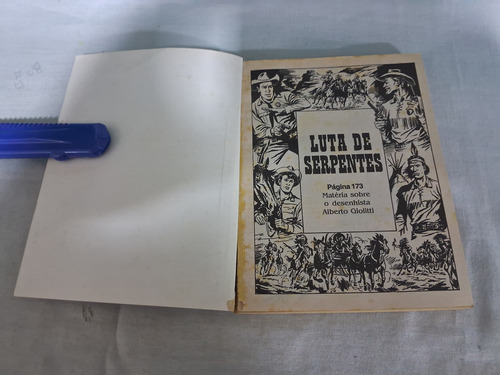 LUTA DE
SERPENTES
Página 173
Matéria sobre
o desenhista
Alberto Giolitti